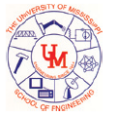 THE UNIVERSITY OF MISSISSIPPI
UM
SCHOOL OF ENGINEERING